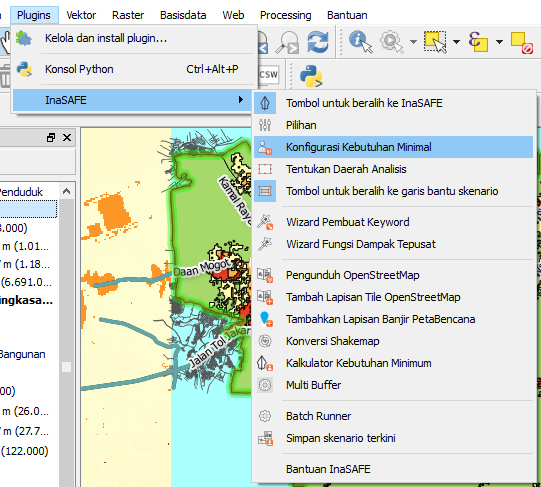 Plugins Vektor Raster Basisdata Web Processing Bantuan
Kelola dan install plugin...
Konsol Python Ctrl+Alt+P
InaSAFE
CSW
Tombol untuk beralih ke InaSAFE
Pilihan
Konfigurasi Kebutuhan Minimal
Tentukan Daerah Analisis
Tombol untuk beralih ke garis bantu skenario
Wizard Pembuat Keyword
Wizard Fungsi Dampak Tepusat
Pengunduh OpenStreetMap
Tambah Lapisan Tile OpenStreetMap
Tambahkan Lapisan Banjir PetaBencana
Konversi Shakemap
Kalkulator Kebutuhan Minimum
Multi Buffer
Batch Runner
Simpan skenario terkini
Bantuan InaSAFE
Penduduk
.000)
m (1.01...
m (1.18...
(6.691.0...
ingkasa...
Bangunan
00)
m (26.0...
m (27.7...
(122.000)
Kamal Raya
Daan Mogot
Jalan Tol Jakar